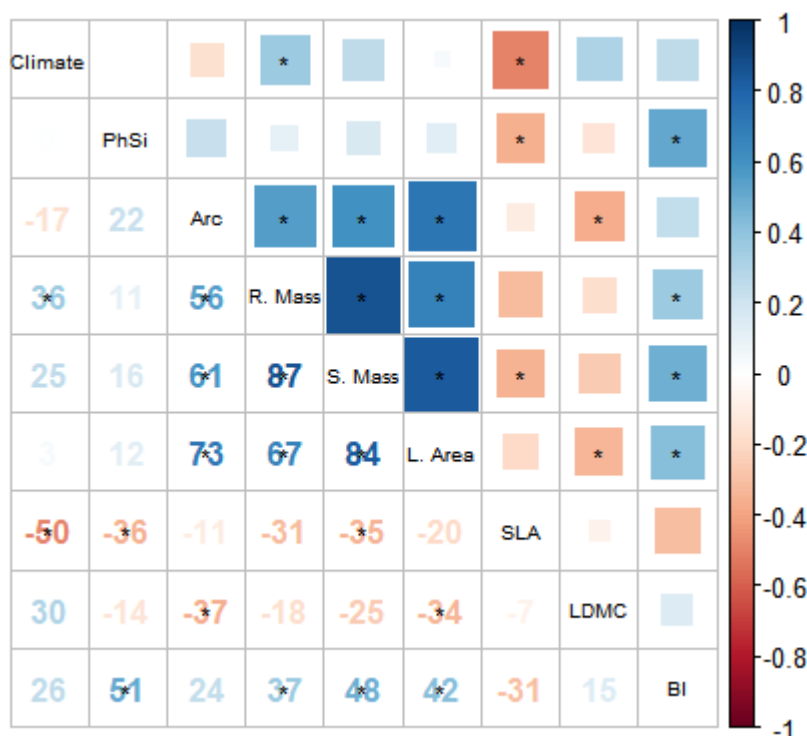 Climate * *
PhSi * *
-17 22 Arc * * * *
36* 11 56* R. Mass * * *
25 16 61* 87* S. Mass * * *
3 12 73* 67* 84* L. Area * *
-50* -36* -11 -31 -35* -20 SLA
30 -14 -37* -18 -25 -34* -7 LDMC
26 51* 24 37* 48* 42* -31 15 BI
1
0.8
0.6
0.4
0.2
0
-0.2
-0.4
-0.6
-0.8
-1